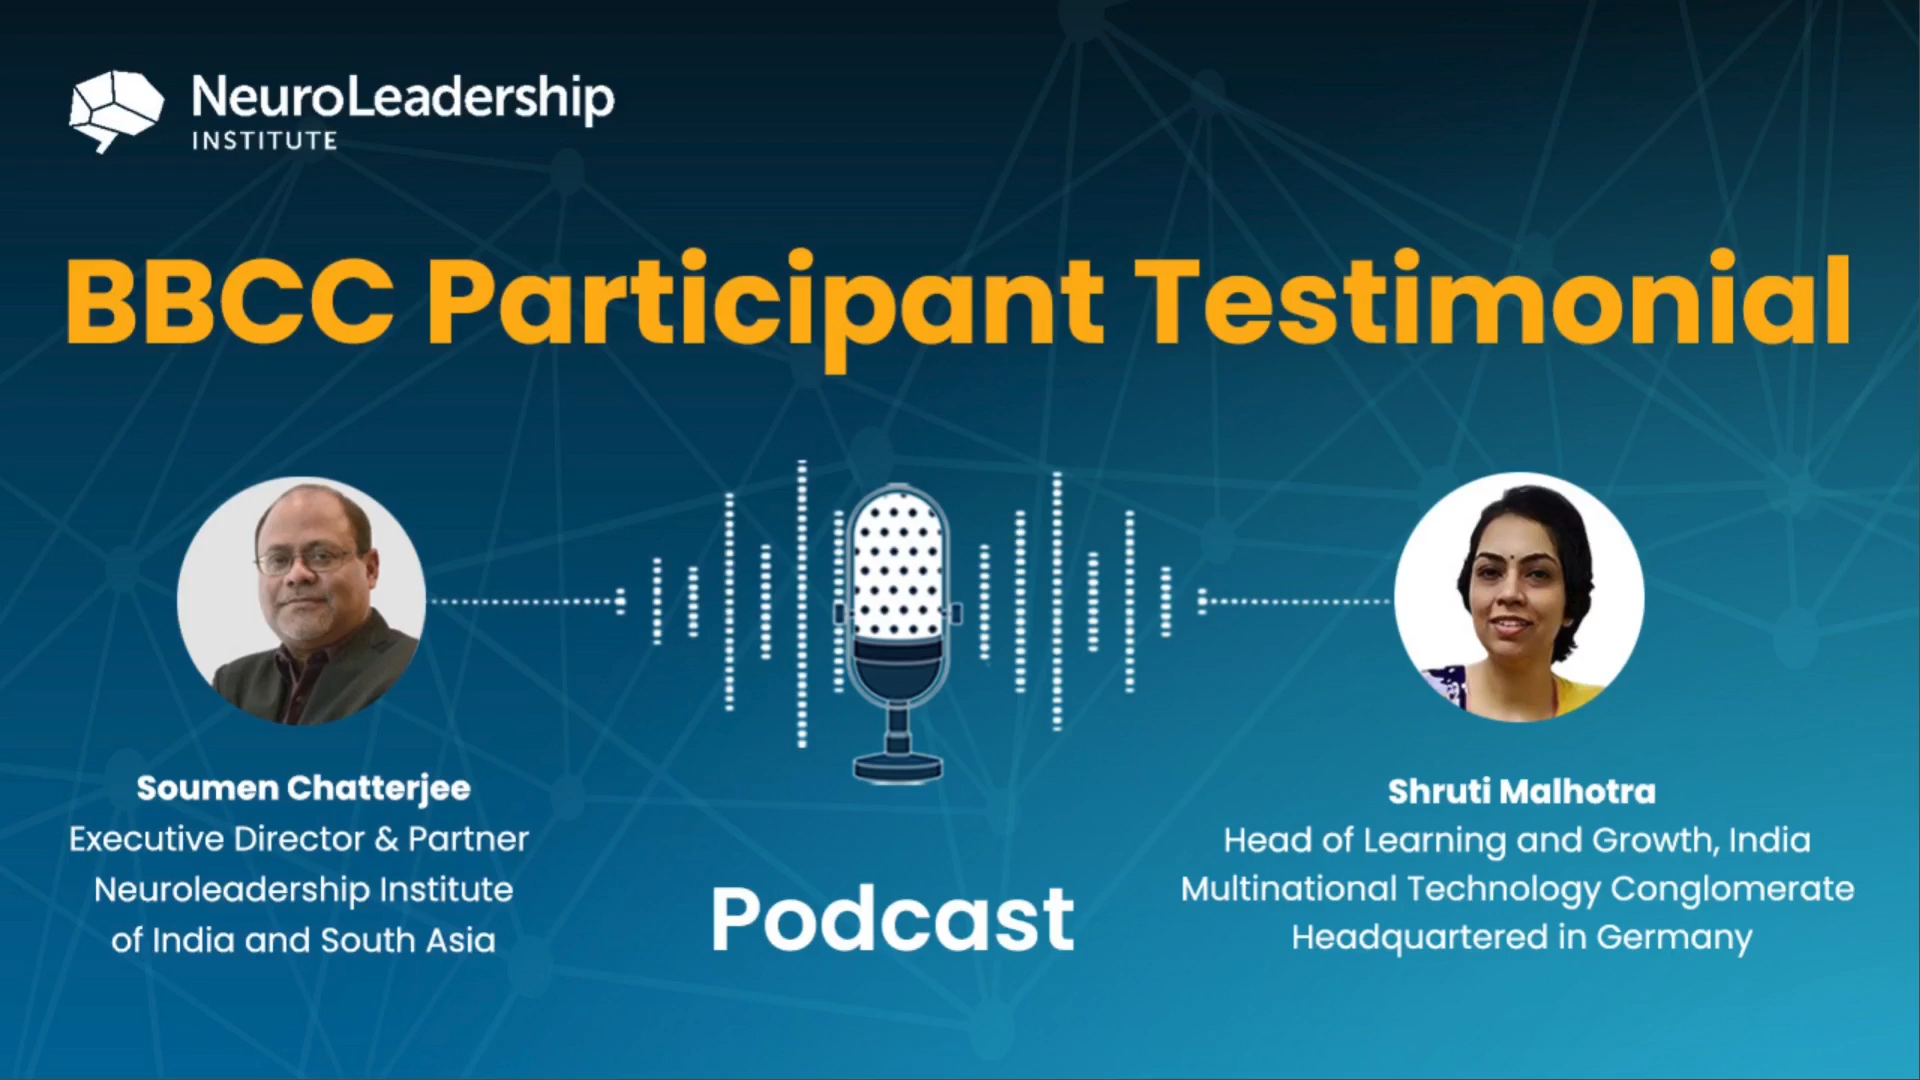 NeuroLeadership
INSTITUTE
BBCC Participant Testimonial
Soumen Chatterjee
Executive Director & Partner
Neuroleadership Institute
of India and South Asia
Podcast
Shruti Malhotra
Head of Learning and Growth, India
Multinational Technology Conglomerate
Headquartered in Germany